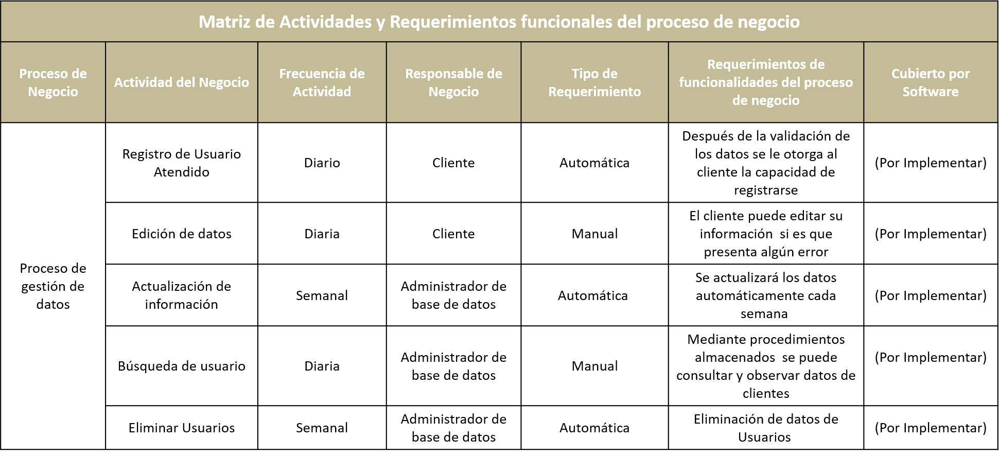 Matriz de Actividades y Requerimientos funcionales del proceso de negocio
Proceso de
Negocio
Actividad del Negocio
Frecuencia de
Actividad
Responsable de
Negocio
Tipo de
Requerimiento
Requerimientos de
funcionalidades del proceso
de negocio
Cubierto por
Software
Proceso de
gestión de
datos
Registro de Usuario
Atendido
Diario
Cliente
Automática
Después de la validación de
los datos se le otorga al
cliente la capacidad de
registrarse
(Por Implementar)
Edición de datos
Diaria
Cliente
Manual
El cliente puede editar su
información  si es que
presenta algún error
(Por Implementar)
Actualización de
información
Semanal
Administrador de
base de datos
Automática
Se actualizará los datos
automáticamente cada
semana
(Por Implementar)
Búsqueda de usuario
Diaria
Administrador de
base de datos
Manual
Mediante procedimientos
almacenados  se puede
consultar y observar datos de
clientes
(Por Implementar)
Eliminar Usuarios
Semanal
Administrador de
base de datos
Automática
Eliminación de datos de
Usuarios
(Por Implementar)